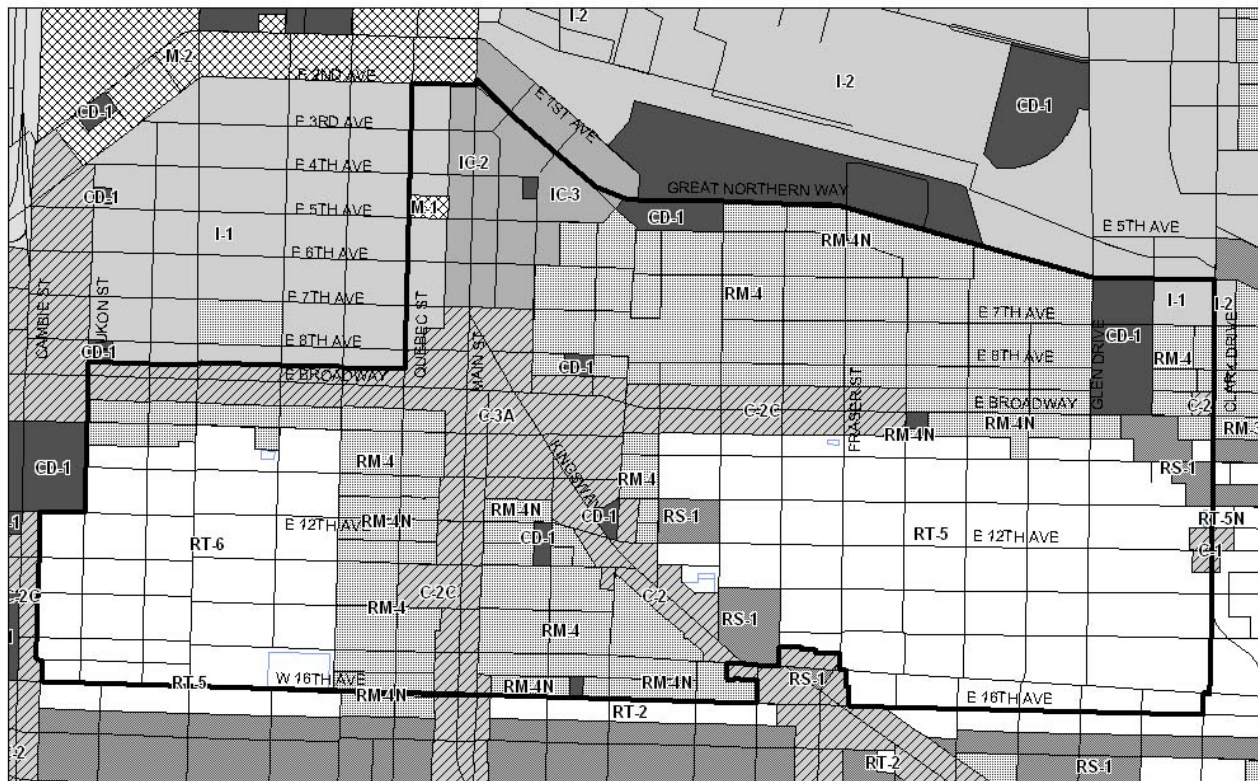 I-2
M-2
E 2ND AVE
I-2
CD-1
CD-1
E 1ST AVE
E 3RD AVE
E 4TH AVE
IC-2
CD-1
IC-3
GREAT NORTHERN WAY
E 5TH AVE
M-1
CD-1
E 5TH AVE
I-1
RM-4N
E 6TH AVE
CAMBIE ST
YUKON ST
QUEBEC ST
MAIN ST
E 7TH AVE
RM-4
E 7TH AVE
I-1
I-2
E 8TH AVE
CD-1
CD-1
E 8TH AVE
CD-1
RM-4
GLEN DRIVE
CLARK DRIVE
E BROADWAY
FRASER ST
C-3A
C-2C
E BROADWAY
C-2
RM-4N
RM-4N
RM-3
CD-1
RM-4
KINGSWAY
RM-4
RS-1
RM-4N
CD-1
RS-1
RT-5N
E 12TH AVE
RM-4N
CD-1
RT-5
E 12TH AVE
RT-6
C-1
C-2C
RM-4
C-2C
C-2
RS-1
RM-4
W 16TH AVE
RT-5
RM-4N
RM-4N
RM-4N
RS-1
E 16TH AVE
RT-2
RT-2
RS-1